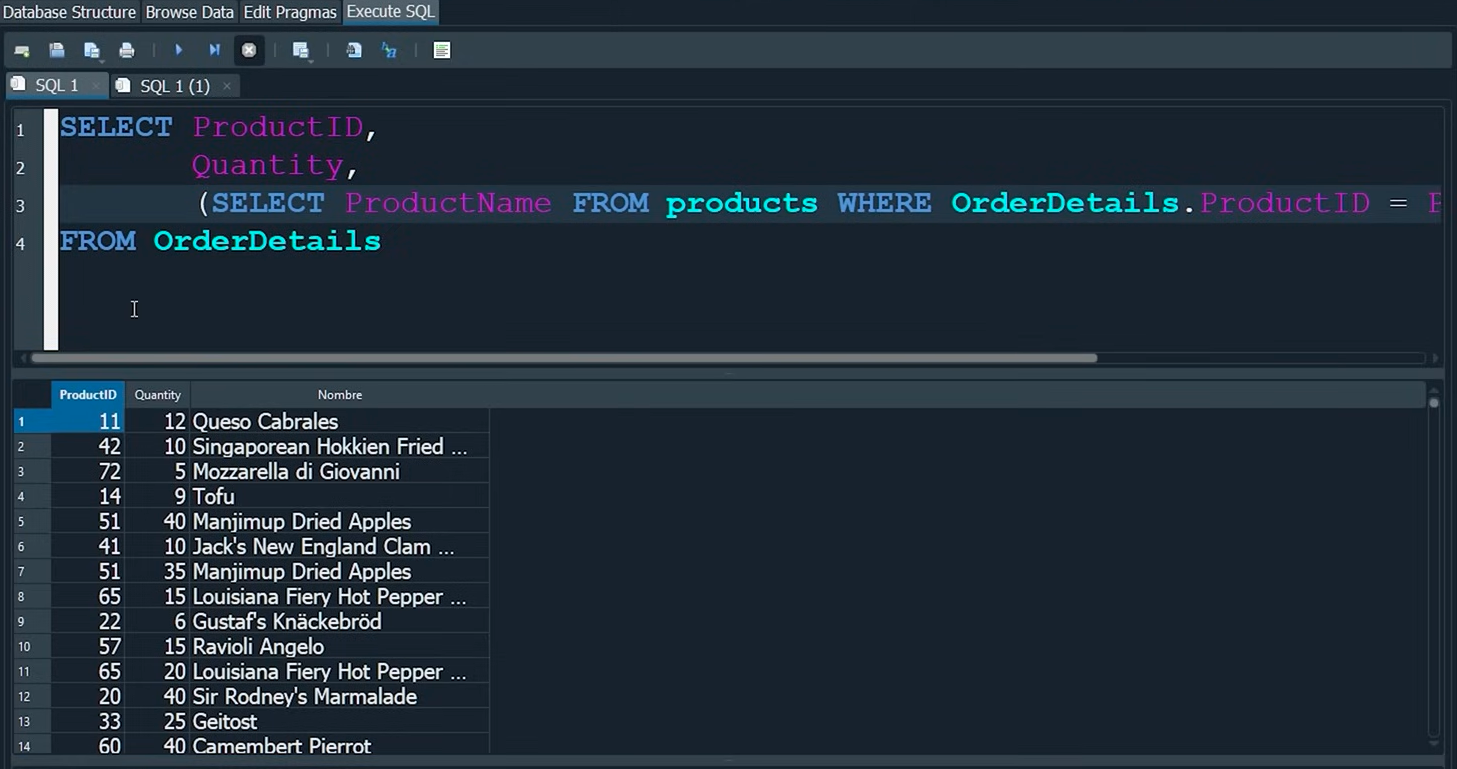 Database Structure Browse Data Edit Pragmas Execute SQL
SQL 1 SQL 1 (1)
1 SELECT ProductID,
2 Quantity,
3 (SELECT ProductName FROM products WHERE OrderDetails.ProductID =
4 FROM OrderDetails
ProductID Quantity Nombre
1 11 12 Queso Cabrales
2 42 10 Singaporean Hokkien Fried ...
3 72 5 Mozzarella di Giovanni
4 14 9 Tofu
5 51 40 Manjimup Dried Apples
6 41 10 Jack's New England Clam ...
7 51 35 Manjimup Dried Apples
8 65 15 Louisiana Fiery Hot Pepper ...
9 22 6 Gustaf's Knäckebröd
10 57 15 Ravioli Angelo
11 65 20 Louisiana Fiery Hot Pepper ...
12 20 40 Sir Rodney's Marmalade
13 33 25 Geitost
14 60 40 Camembert Pierrot